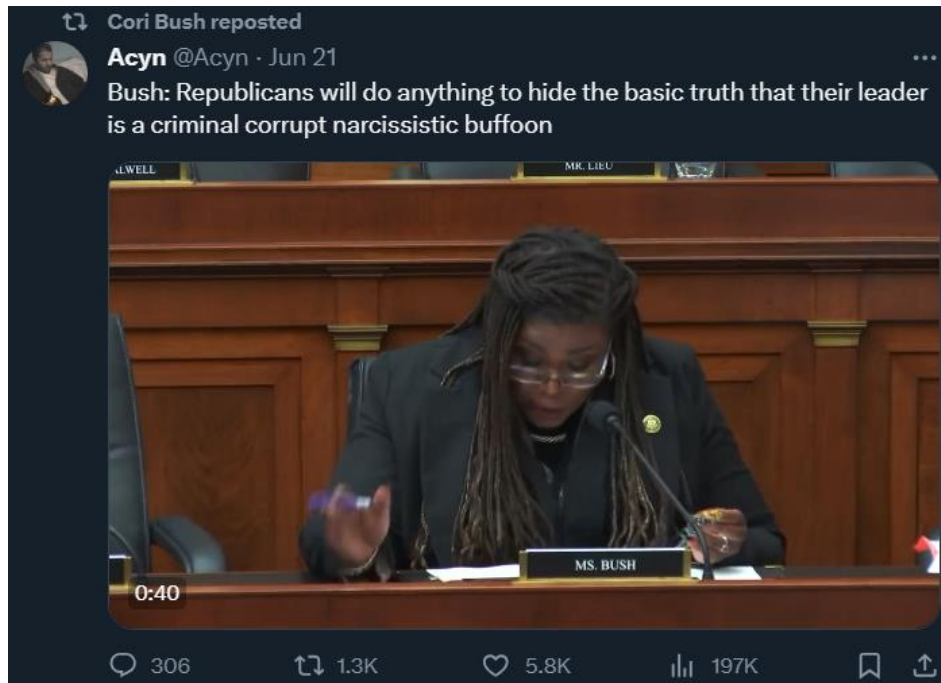 Cori Bush reposted
Acyn @Acyn · Jun 21
Bush: Republicans will do anything to hide the basic truth that their leader
is a criminal corrupt narcissistic buffoon
MR. LIEU
MS. BUSH
0:40
306 1.3K 5.8K 197K